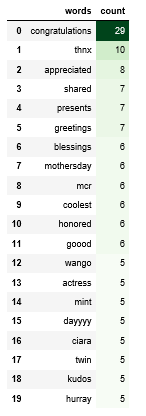 words count
0 congratulations 29
1 thnx 10
2 appreciated 8
3 shared 7
4 presents 7
5 greetings 7
6 blessings 6
7 mothersday 6
8 mcr 6
9 coolest 6
10 honored 6
11 goood 6
12 wango 5
13 actress 5
14 mint 5
15 dayyyy 5
16 ciara 5
17 twin 5
18 kudos 5
19 hurray 5